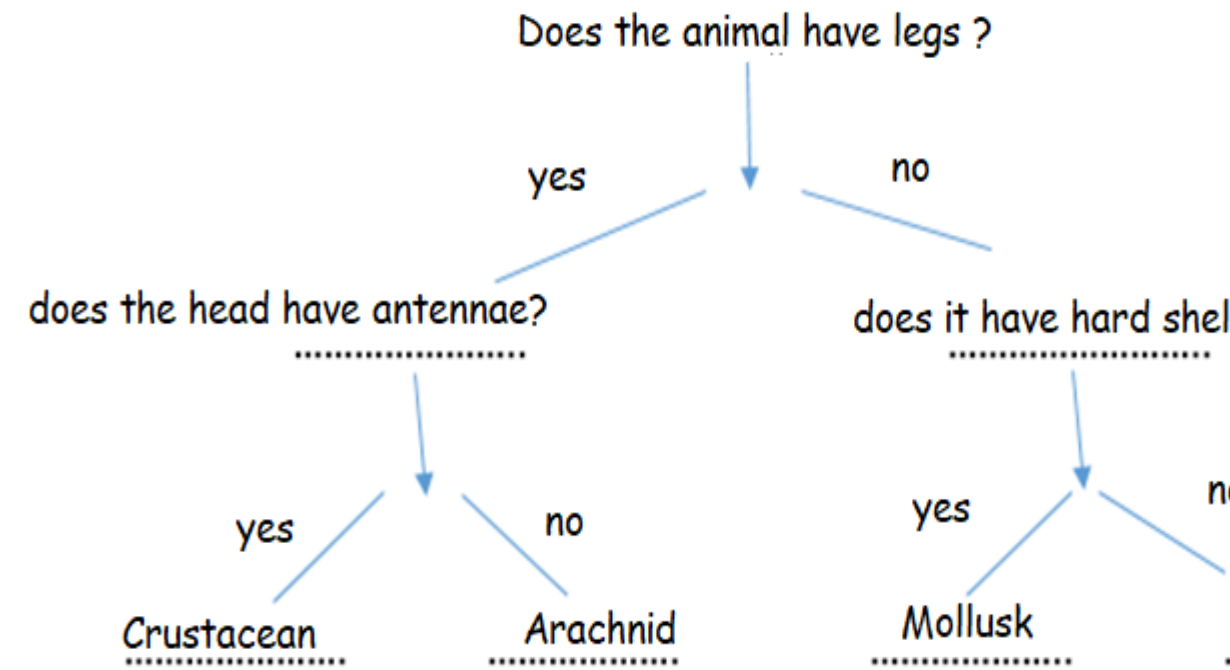 Does the animal have legs ?
yes
no
does the head have antennae?
does it have hard shel
yes
no
yes
Crustacean
Arachnid
Mollusk